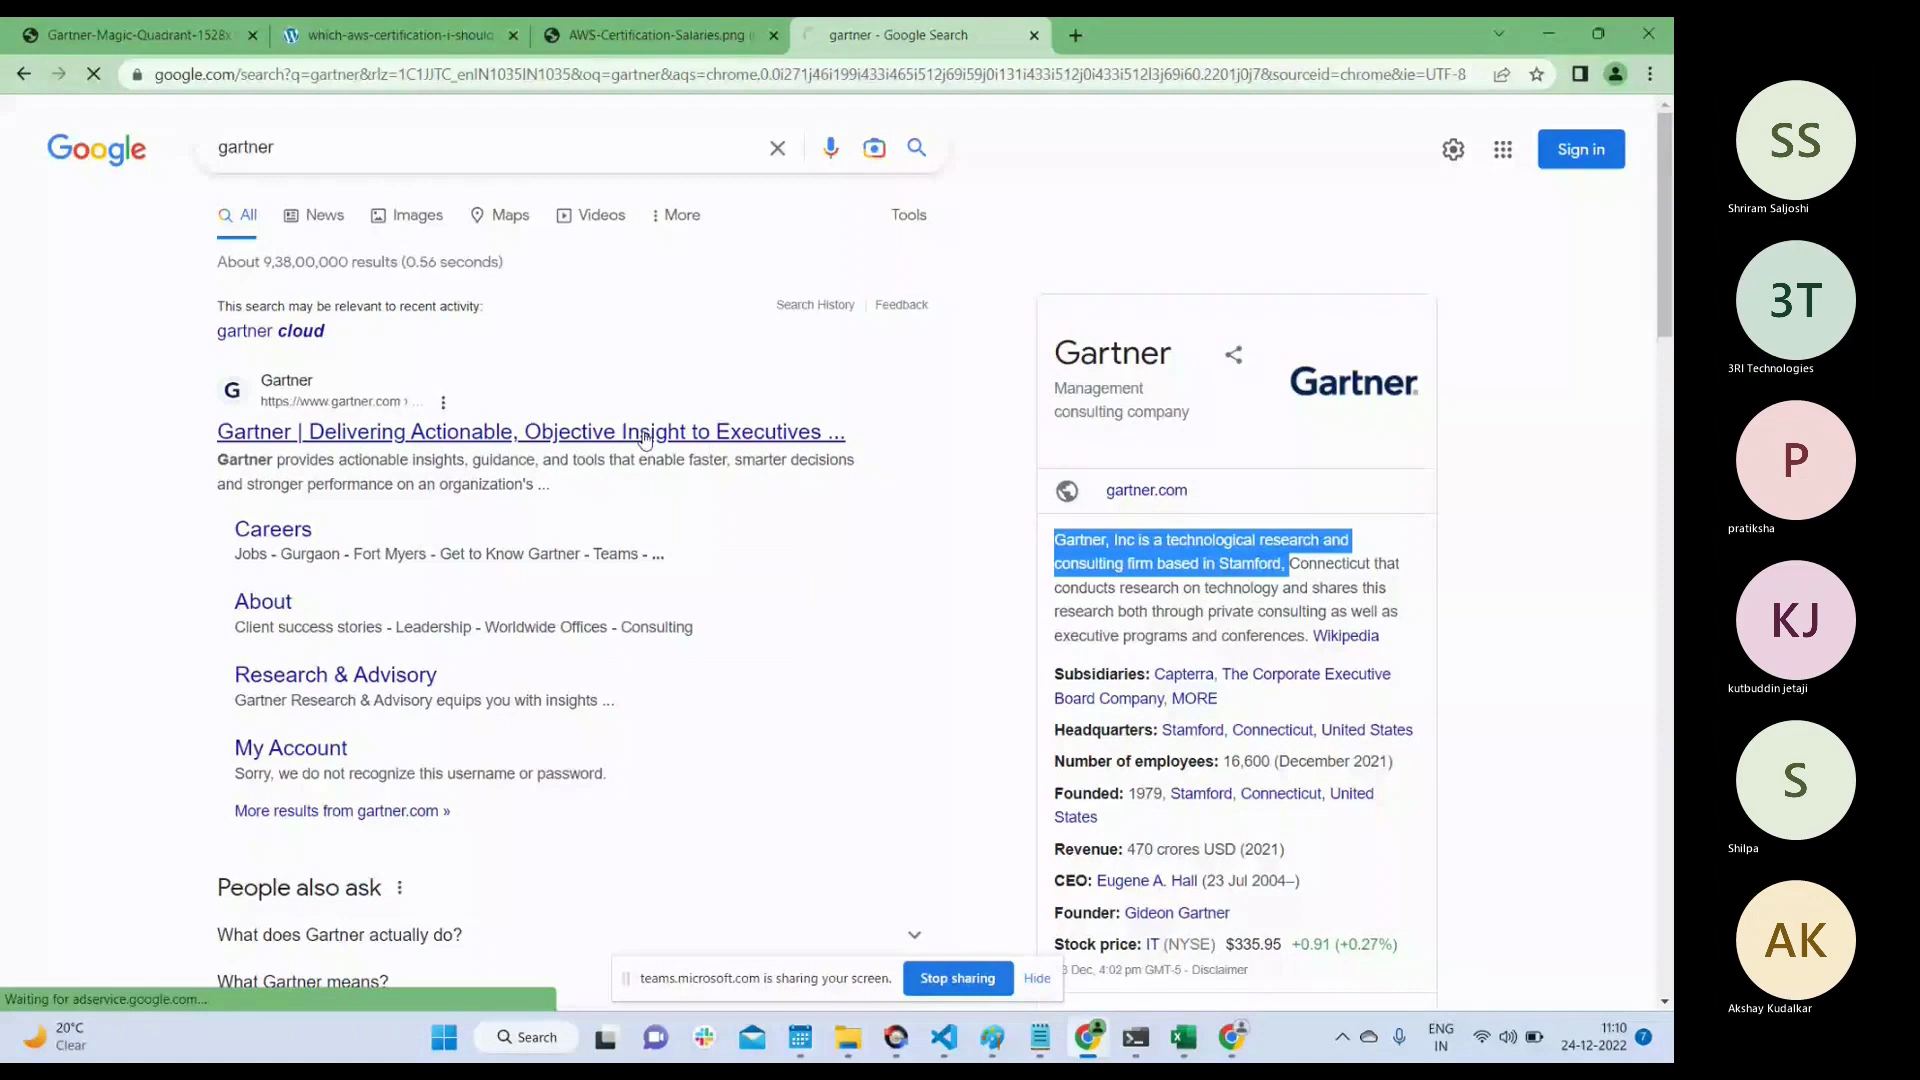 Gartner-Magic-Quadrant-1528x
which-aws-certification-i-should
AWS-Certification-Salaries.png
gartner - Google Search
google.com/search?q=gartner&rlz=1C1JJTC_enIN1035IN1035&oq=gartner&aqs=chrome.0.0i271j46i199i433i465i512j69i59j0i131i433i512j0i433i512l3j69i60.2201j0j7&sourceid=chrome&ie=UTF-8
Google
gartner
Sign in
All
News
Images
Maps
Videos
More
Tools
About 9,38,00,000 results (0.56 seconds)
This search may be relevant to recent activity:
Search History
Feedback
gartner cloud
G
Gartner
https://www.gartner.com › ...
Gartner | Delivering Actionable, Objective Insight to Executives ...
Gartner provides actionable insights, guidance, and tools that enable faster, smarter decisions
and stronger performance on an organization's ...
Careers
Jobs - Gurgaon - Fort Myers - Get to Know Gartner - Teams - ...
About
Client success stories - Leadership - Worldwide Offices - Consulting
Research & Advisory
Gartner Research & Advisory equips you with insights ...
My Account
Sorry, we do not recognize this username or password.
More results from gartner.com »
People also ask
What does Gartner actually do?
What Gartner means?
Gartner
Management
consulting company
Gartner
gartner.com
Gartner, Inc is a technological research and
consulting firm based in Stamford, Connecticut that
conducts research on technology and shares this
research both through private consulting as well as
executive programs and conferences. Wikipedia
Subsidiaries: Capterra, The Corporate Executive
Board Company, MORE
Headquarters: Stamford, Connecticut, United States
Number of employees: 16,600 (December 2021)
Founded: 1979, Stamford, Connecticut, United
States
Revenue: 470 crores USD (2021)
CEO: Eugene A. Hall (23 Jul 2004–)
Founder: Gideon Gartner
Stock price: IT (NYSE) $335.95 +0.91 (+0.27%)
Dec, 4:02 pm GMT-5 - Disclaimer
teams.microsoft.com is sharing your screen.
Stop sharing
Hide
Waiting for adservice.google.com...
20°C
Clear
Search
ENG
IN
11:10
24-12-2022
7
SS
Shriram Saljoshi
3T
3RI Technologies
P
pratiksha
KJ
kutbuddin jetaji
S
Shilpa
AK
Akshay Kudalkar